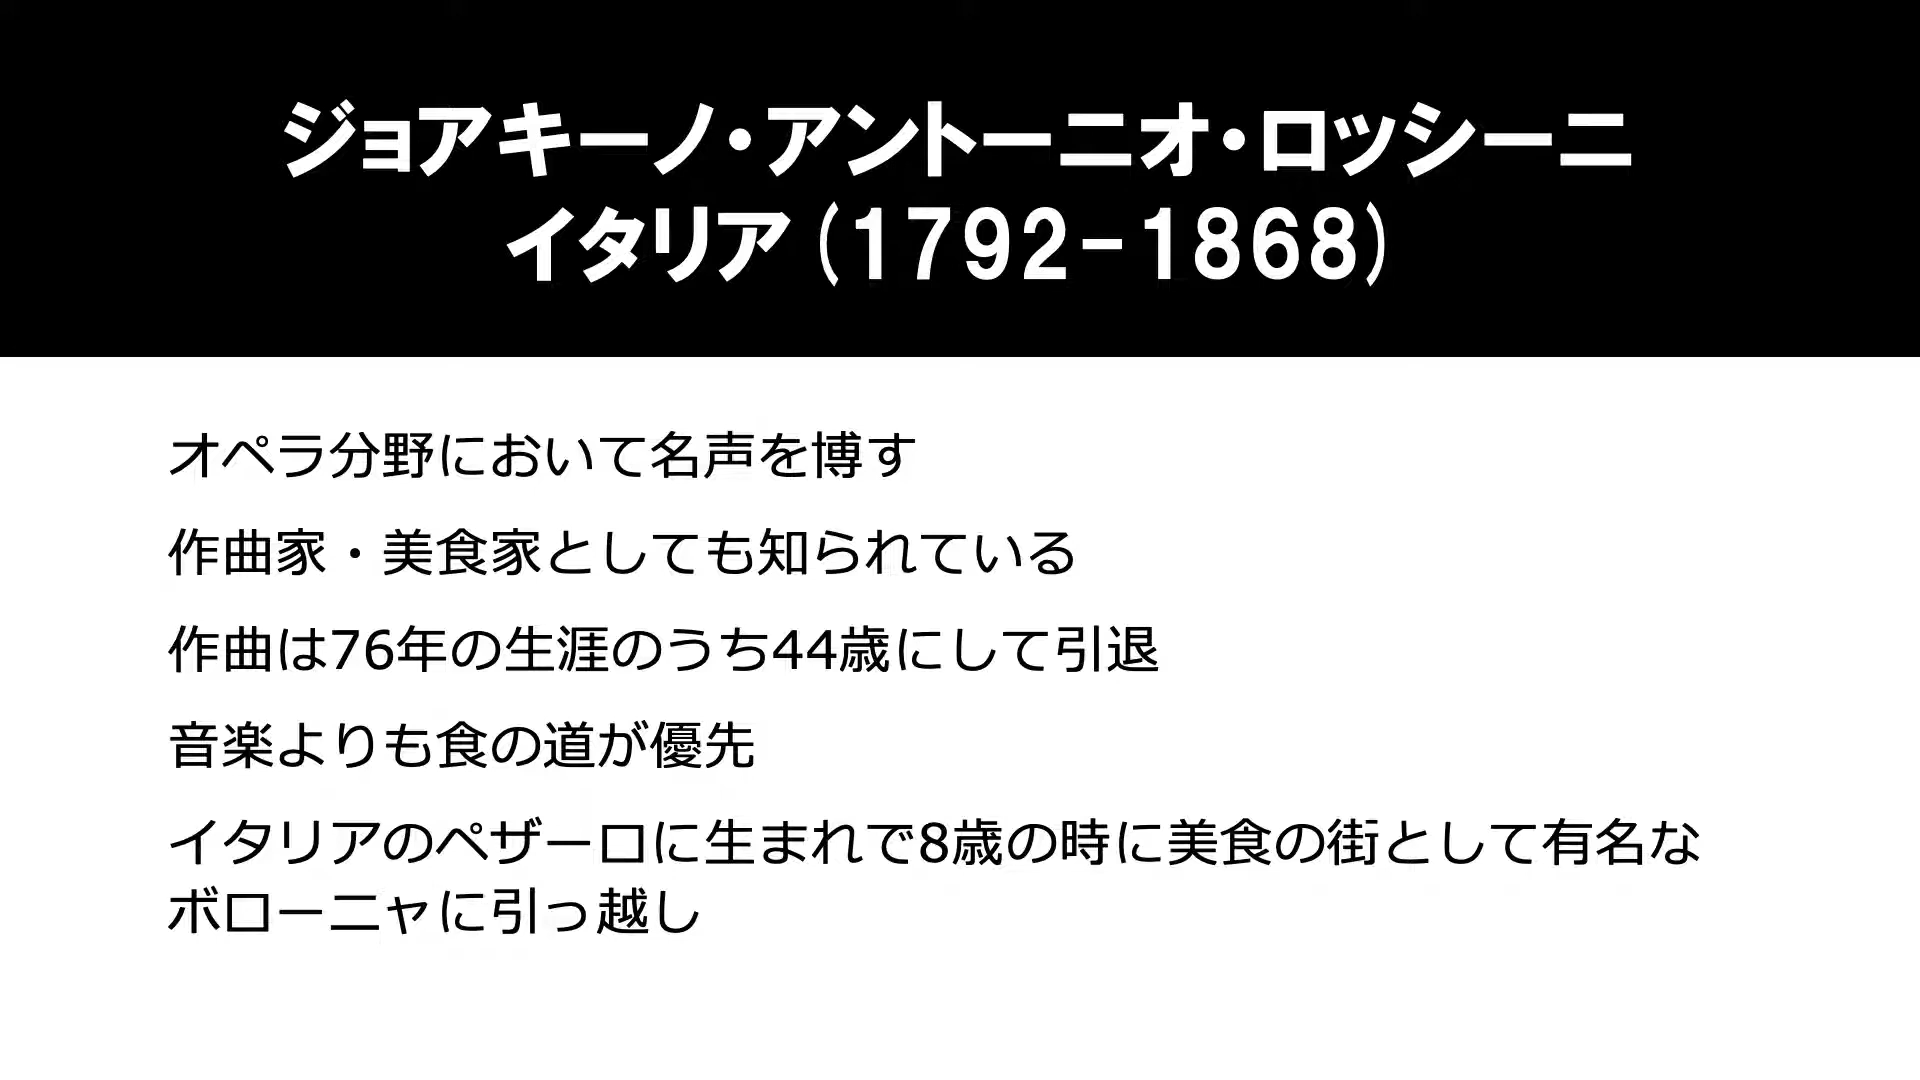 ジョアキーノ・アントーニオ・ロッシーニ
イタリア(1792-1868)
オペラ分野において名声を博す
作曲家・美食家としても知られている
作曲は76年の生涯のうち44歳にして引退
音楽よりも食の道が優先
イタリアのペザーロに生まれで8歳の時に美食の街として有名な
ボローニャに引っ越し